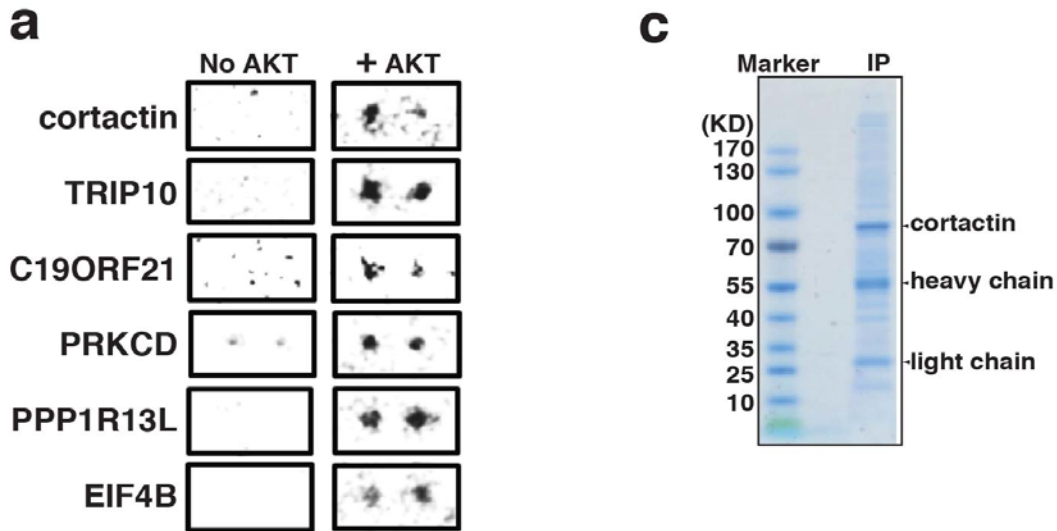 a
No AKT + AKT
cortactin
TRIP10
C19ORF21
PRKCD
PPP1R13L
EIF4B
c
Marker IP
(KD)
170
130
100
70
55
40
35
25
10
cortactin
heavy chain
light chain